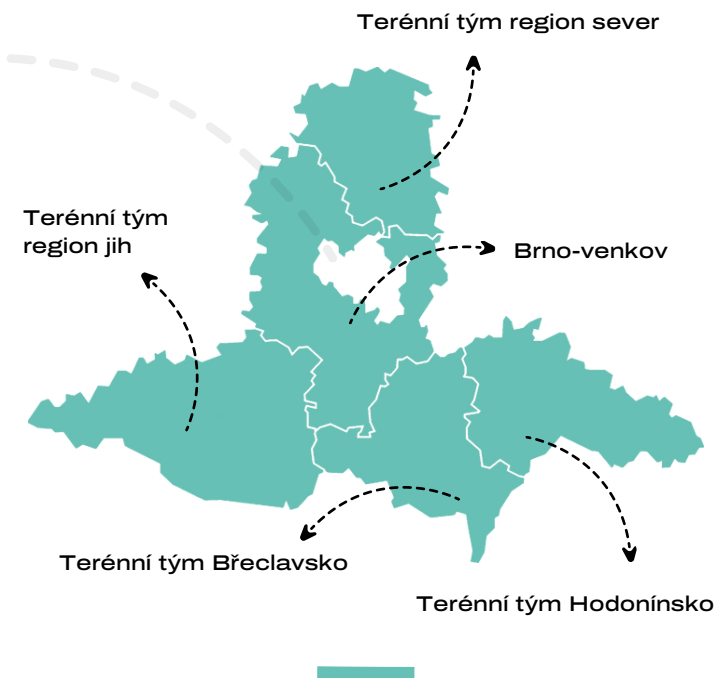 Terénní tým region sever
Terénní tým
region jih
Brno-venkov
Terénní tým Břeclavsko
Terénní tým Hodonínsko